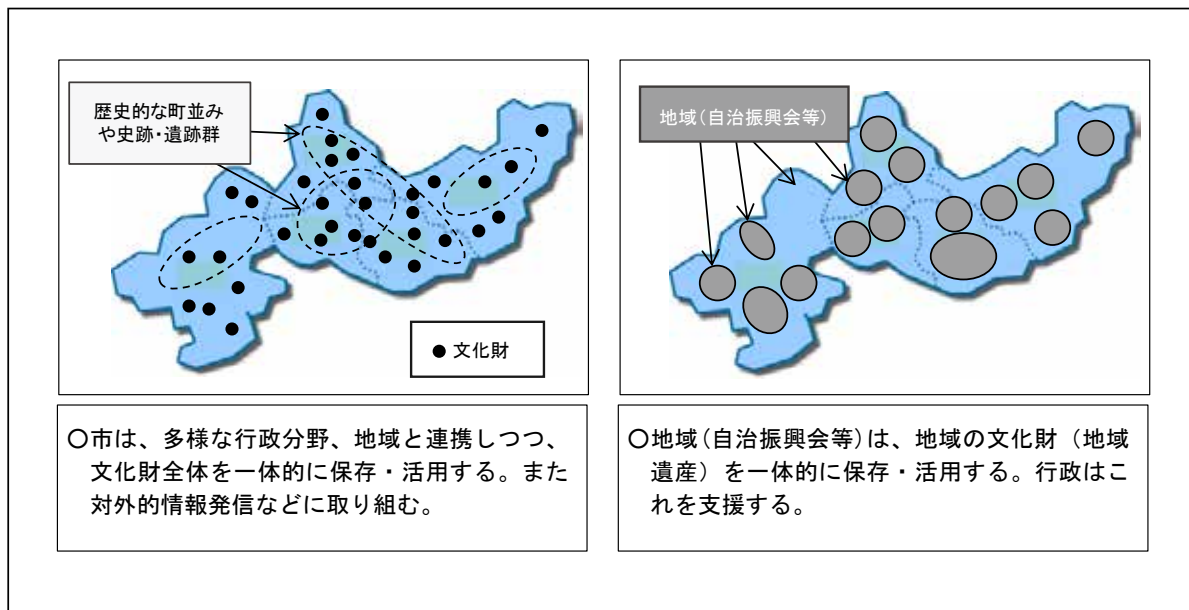 歴史的な町並み
や史跡・遺跡群
●文化財
○市は、多様な行政分野、地域と連携しつつ、
文化財全体を一体的に保存・活用する。また
対外的情報発信などに取り組む。
地域(自治振興会等)
○地域(自治振興会等)は、地域の文化財（地域
遺産）を一体的に保存・活用する。行政はこ
れを支援する。